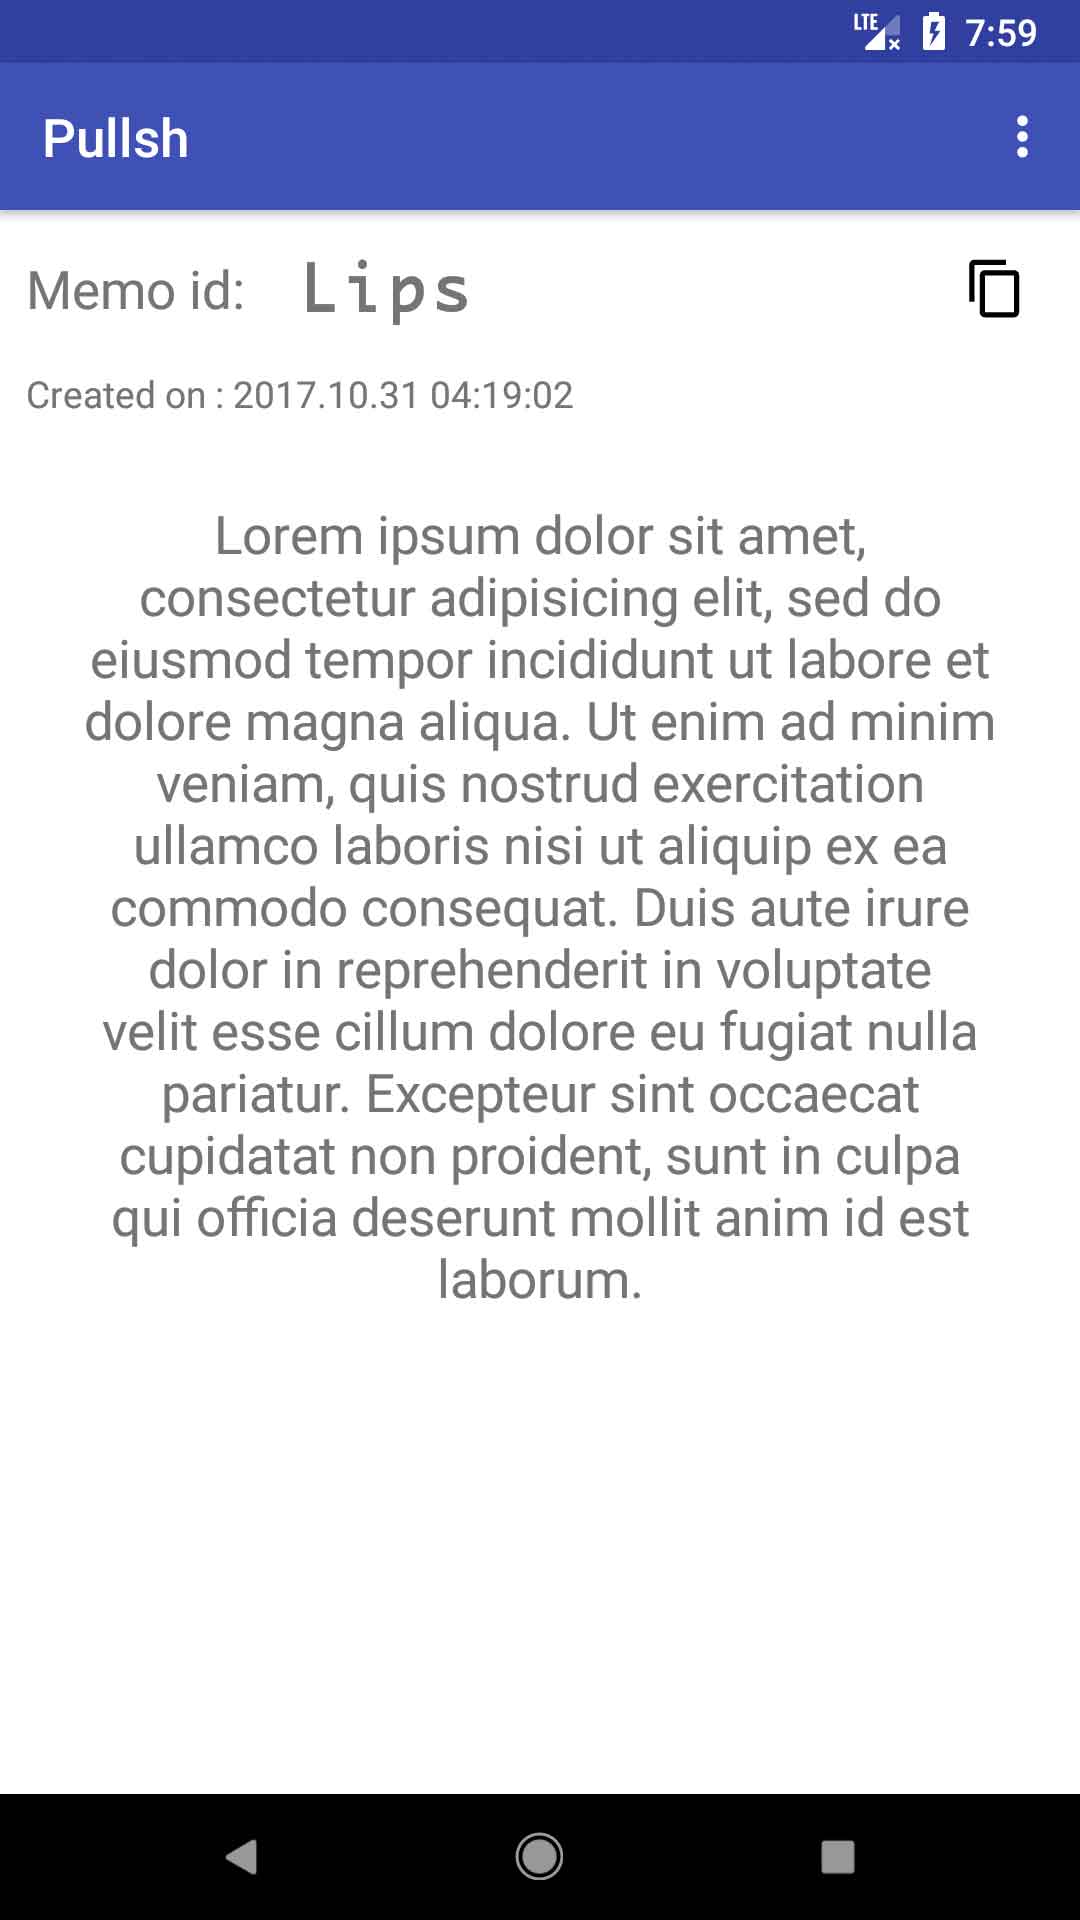 LTE 7:59
Pullsh
Memo id: Lips
Created on : 2017.10.31 04:19:02
Lorem ipsum dolor sit amet,
consectetur adipisicing elit, sed do
eiusmod tempor incididunt ut labore et
dolore magna aliqua. Ut enim ad minim
veniam, quis nostrud exercitation
ullamco laboris nisi ut aliquip ex ea
commodo consequat. Duis aute irure
dolor in reprehenderit in voluptate
velit esse cillum dolore eu fugiat nulla
pariatur. Excepteur sint occaecat
cupidatat non proident, sunt in culpa
qui officia deserunt mollit anim id est
laborum.